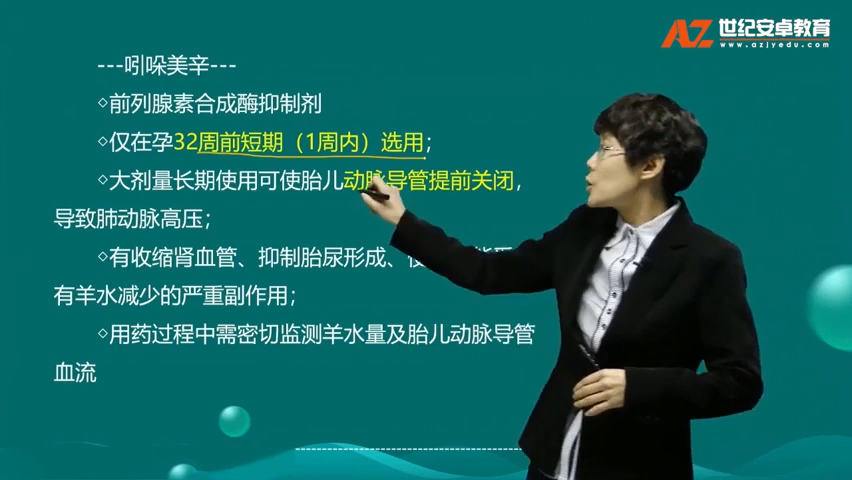 AZ 世纪安卓教育
www.azjyedu.com
---吲哚美辛---
◇前列腺素合成酶抑制剂
◇仅在孕32周前短期（1周内）选用；
◇大剂量长期使用可使胎儿动脉导管提前关闭，
导致肺动脉高压；
◇有收缩肾血管、抑制胎尿形成、
有羊水减少的严重副作用；
◇用药过程中需密切监测羊水量及胎儿动脉导管
血流